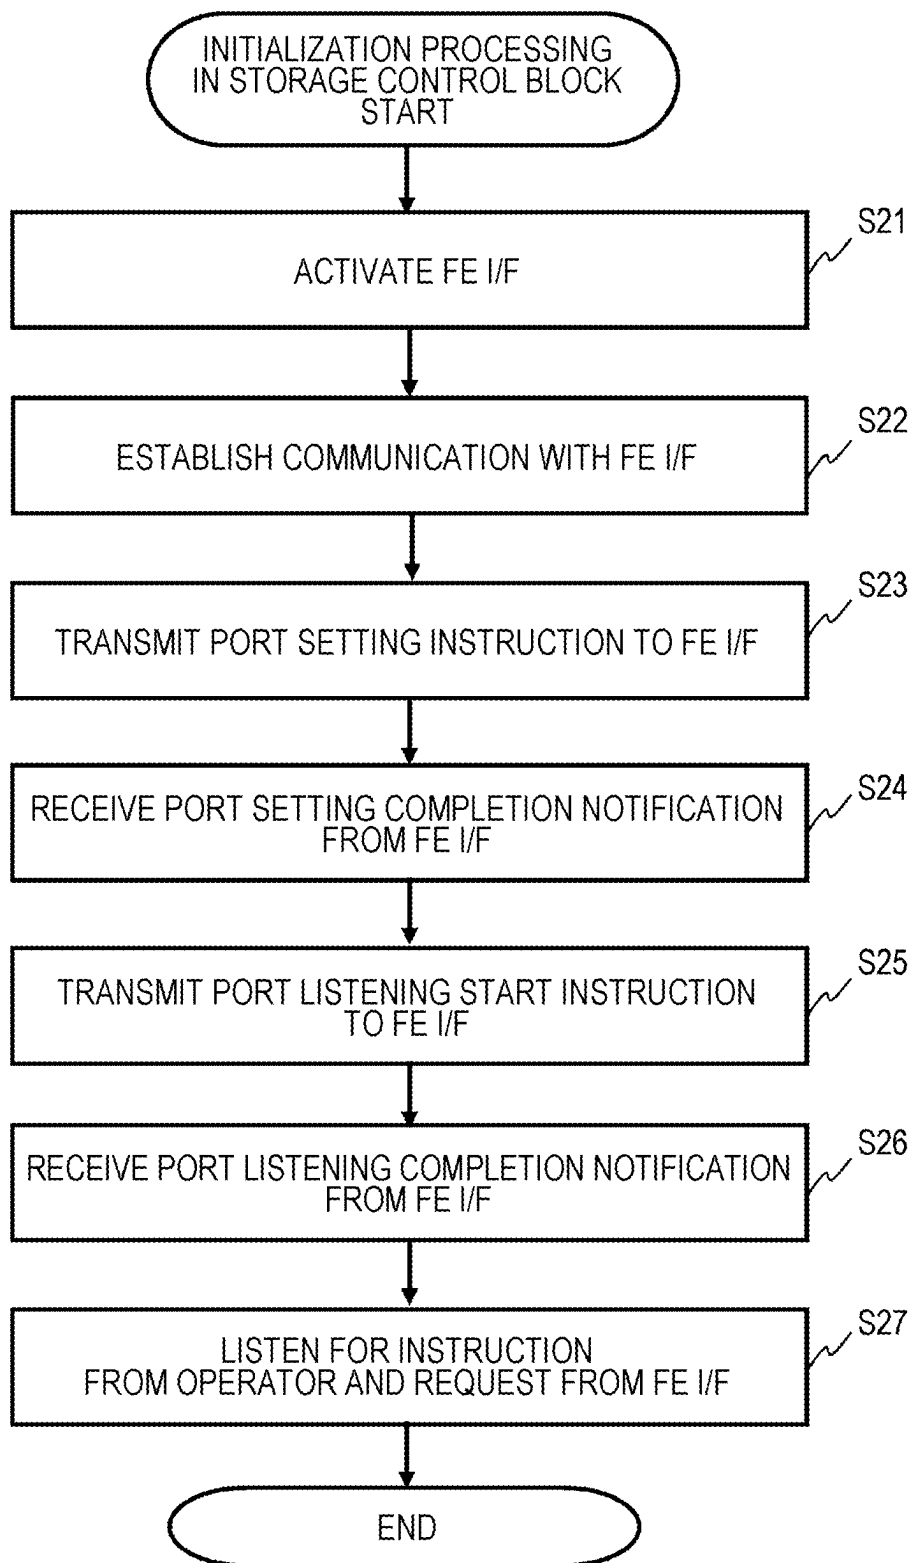 INITIALIZATION PROCESSING
IN STORAGE CONTROL BLOCK
START
S21
ACTIVATE FE I/F
S22
ESTABLISH COMMUNICATION WITH FE I/F
S23
TRANSMIT PORT SETTING INSTRUCTION TO FE I/F
S24
RECEIVE PORT SETTING COMPLETION NOTIFICATION
FROM FE I/F
S25
TRANSMIT PORT LISTENING START INSTRUCTION
TO FE I/F
S26
RECEIVE PORT LISTENING COMPLETION NOTIFICATION
FROM FE I/F
S27
LISTEN FOR INSTRUCTION
FROM OPERATOR AND REQUEST FROM FE I/F
END